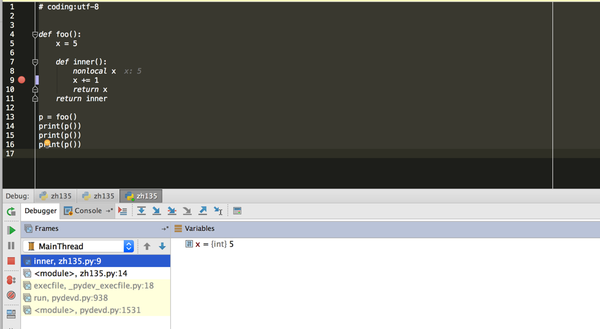 1 # coding:utf-8
2
3
4 def foo():
5 x = 5
6
7 def inner():
8 nonlocal x x: 5
9 x += 1
10 return x
11 return inner
12
13 p = foo()
14 print(p())
15 print(p())
16 print(p())
17
Debug: zh135 zh135 zh135
Debugger Console
Frames Variables
MainThread x = {int} 5
inner, zh135.py:9
<module>, zh135.py:14
execfile, _pydev_execfile.py:18
run, pydevd.py:938
<module>, pydevd.py:1531